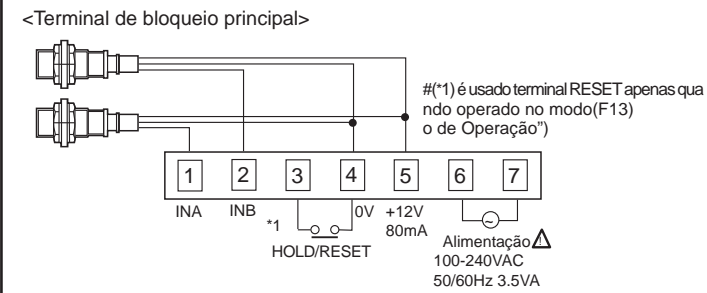 <Terminal de bloqueio principal>
#(*1) é usado terminal RESET apenas qua
ndo operado no modo(F13)
o de Operação")
1 2 3 4 5 6 7
INA INB *1 0V +12V
80mA
HOLD/RESET
Alimentação
100-240VAC
50/60Hz 3.5VA